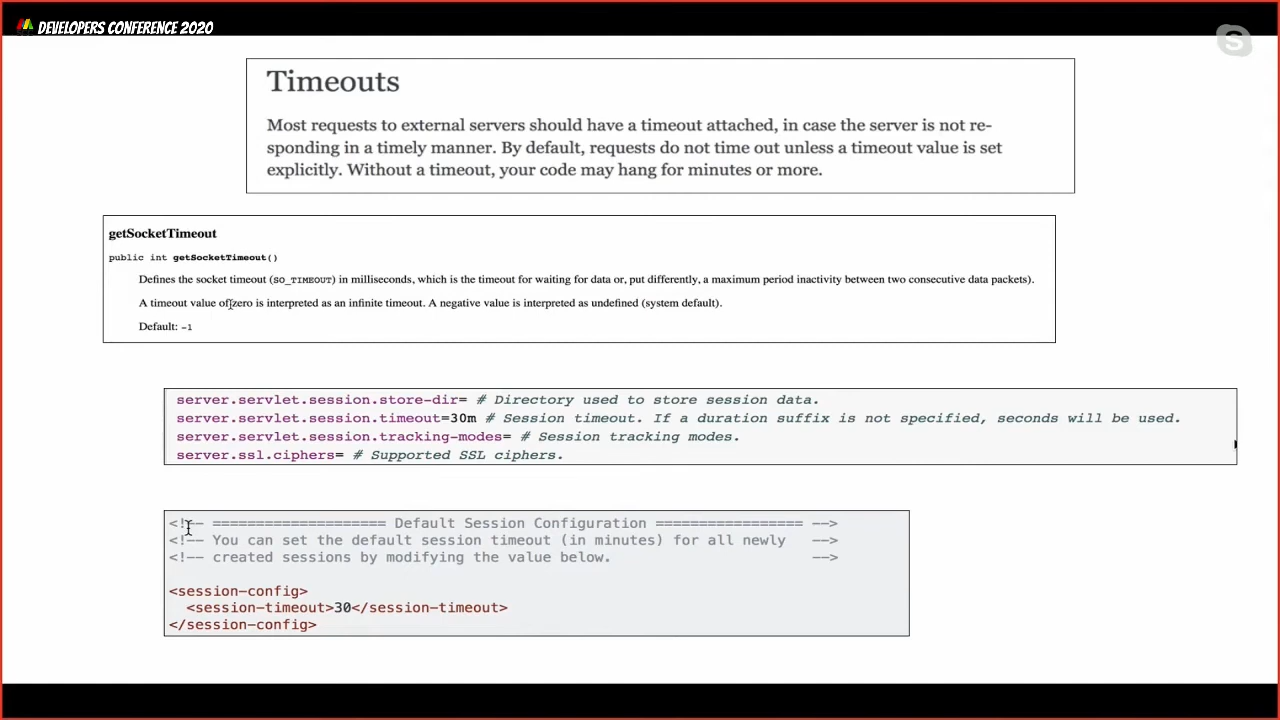 DEVELOPERS CONFERENCE 2020
S
Timeouts
Most requests to external servers should have a timeout attached, in case the server is not re-
sponding in a timely manner. By default, requests do not time out unless a timeout value is set
explicitly. Without a timeout, your code may hang for minutes or more.
getSocketTimeout
public int getSocketTimeout()
Defines the socket timeout (SO_TIMEOUT) in milliseconds, which is the timeout for waiting for data or, put differently, a maximum period inactivity between two consecutive data packets).
A timeout value of zero is interpreted as an infinite timeout. A negative value is interpreted as undefined (system default).
Default: -1
server.servlet.session.store-dir= # Directory used to store session data.
server.servlet.session.timeout=30m # Session timeout. If a duration suffix is not specified, seconds will be used.
server.servlet.session.tracking-modes= # Session tracking modes.
server.ssl.ciphers= # Supported SSL ciphers.
<!-- ==================== Default Session Configuration ================= -->
<!-- You can set the default session timeout (in minutes) for all newly -->
<!-- created sessions by modifying the value below. -->
<session-config>
<session-timeout>30</session-timeout>
</session-config>